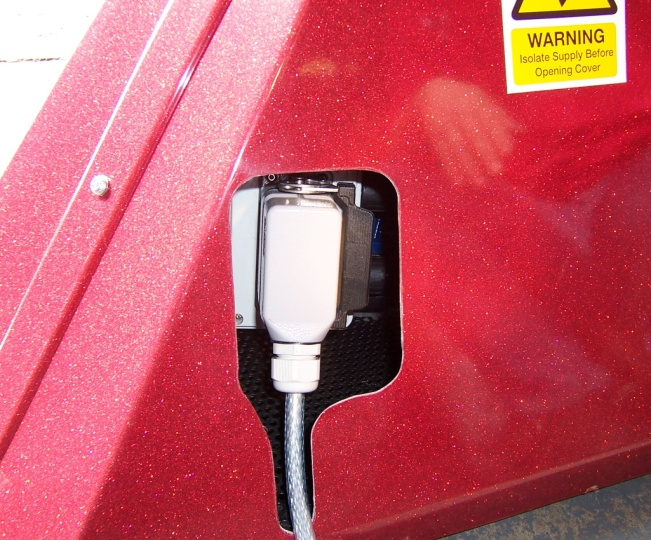 WARNING
Isolate Supply Before
Opening Cover